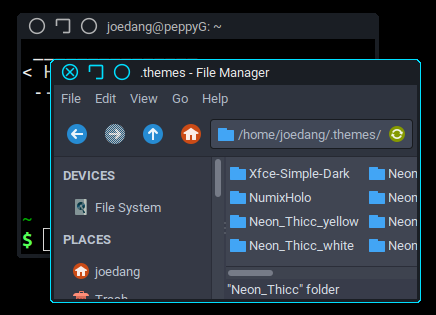 joedang@peppyG: ~
< H
.themes - File Manager
File Edit View Go Help
/home/joedang/.themes/
DEVICES
File System
PLACES
joedang
Trash
Xfce-Simple-Dark
NumixHolo
Neon_Thicc_yellow
Neon_Thicc_white
Neon
Neon
Neon
Neon
"Neon_Thicc" folder
~
$